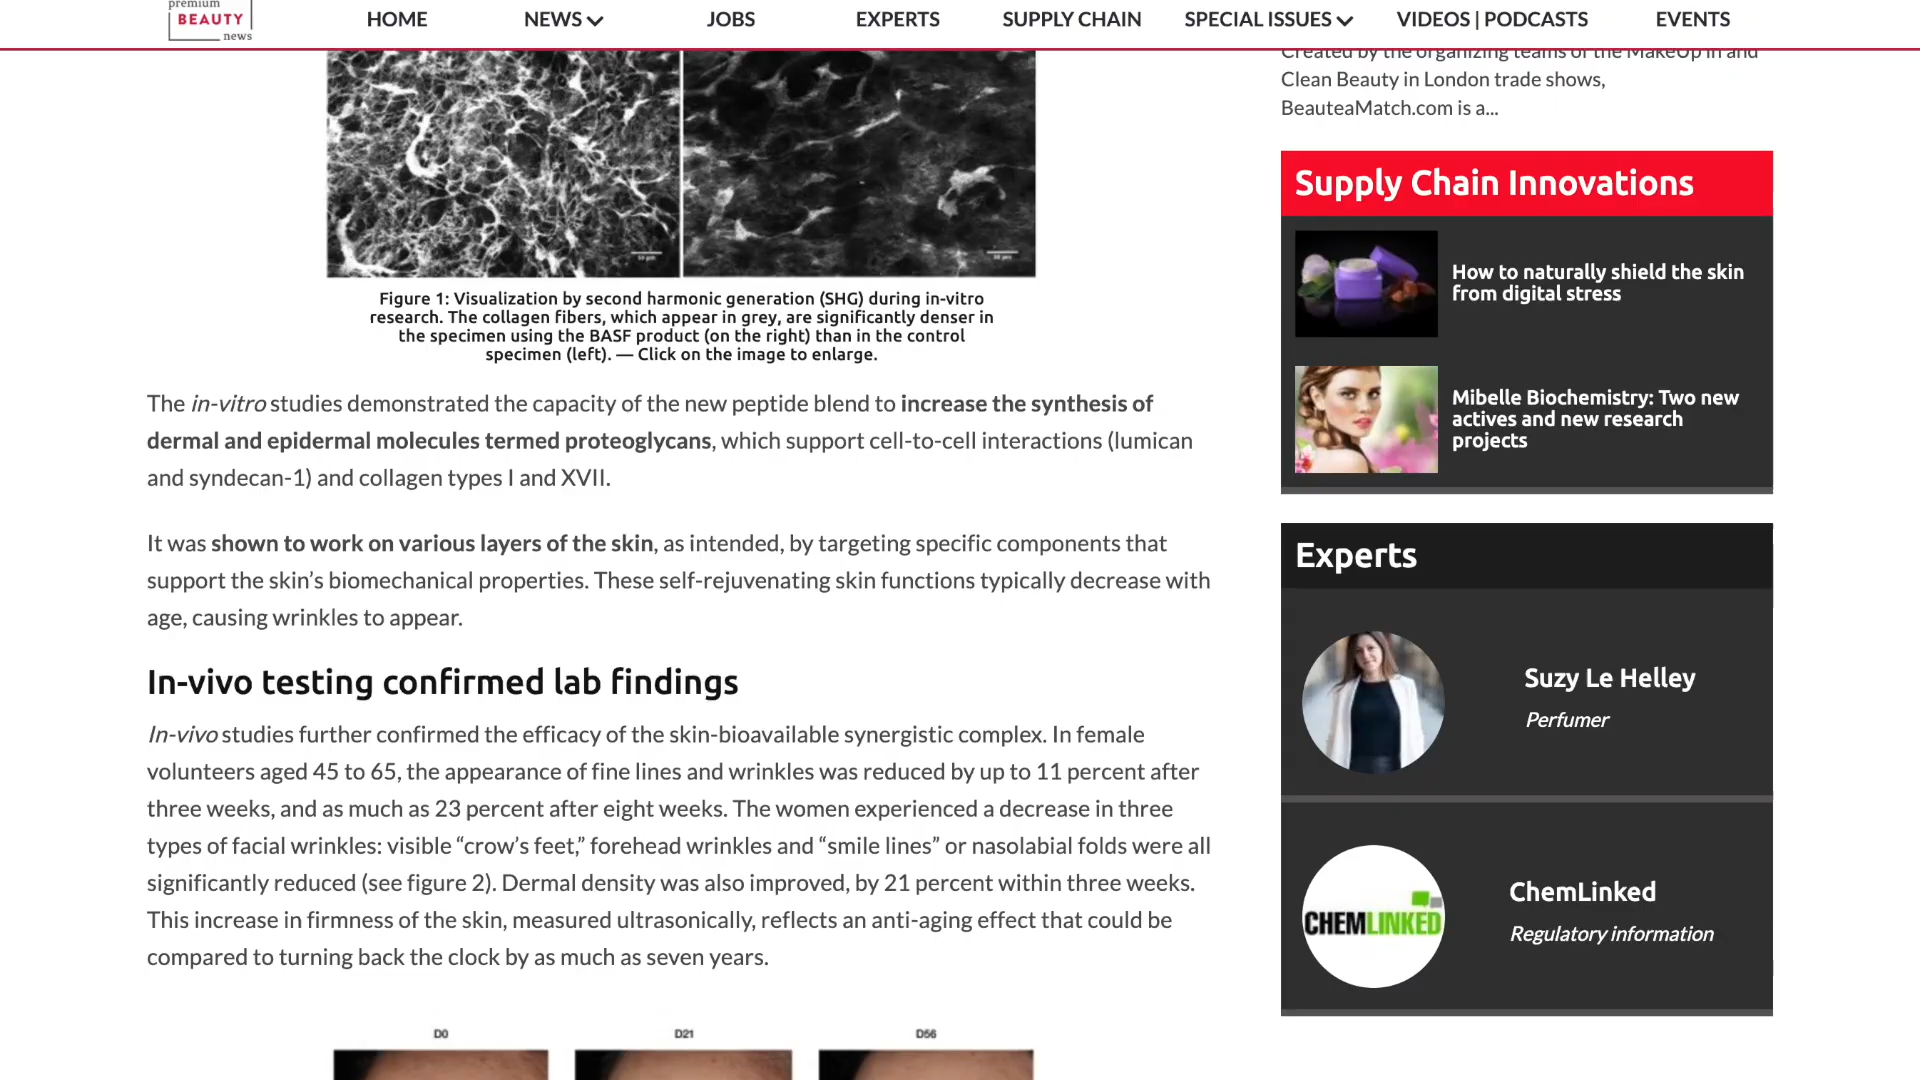 premium
BEAUTY
news
HOME
NEWS
JOBS
EXPERTS
SUPPLY CHAIN
SPECIAL ISSUES
VIDEOS | PODCASTS
EVENTS
Figure 1: Visualization by second harmonic generation (SHG) during in-vitro
research. The collagen fibers, which appear in grey, are significantly denser in
the specimen using the BASF product (on the right) than in the control
specimen (left). — Click on the image to enlarge.
The in-vitro studies demonstrated the capacity of the new peptide blend to increase the synthesis of
dermal and epidermal molecules termed proteoglycans, which support cell-to-cell interactions (lumican
and syndecan-1) and collagen types I and XVII.
It was shown to work on various layers of the skin, as intended, by targeting specific components that
support the skin’s biomechanical properties. These self-rejuvenating skin functions typically decrease with
age, causing wrinkles to appear.
In-vivo testing confirmed lab findings
In-vivo studies further confirmed the efficacy of the skin-bioavailable synergistic complex. In female
volunteers aged 45 to 65, the appearance of fine lines and wrinkles was reduced by up to 11 percent after
three weeks, and as much as 23 percent after eight weeks. The women experienced a decrease in three
types of facial wrinkles: visible “crow’s feet,” forehead wrinkles and “smile lines” or nasolabial folds were all
significantly reduced (see figure 2). Dermal density was also improved, by 21 percent within three weeks.
This increase in firmness of the skin, measured ultrasonically, reflects an anti-aging effect that could be
compared to turning back the clock by as much as seven years.
D0
D21
D56
Created by the organizing teams of the MakeUp in and
Clean Beauty in London trade shows,
BeauteaMatch.com is a...
Supply Chain Innovations
How to naturally shield the skin
from digital stress
Mibelle Biochemistry: Two new
actives and new research
projects
Experts
Suzy Le Helley
Perfumer
CHEMLINKED
ChemLinked
Regulatory information